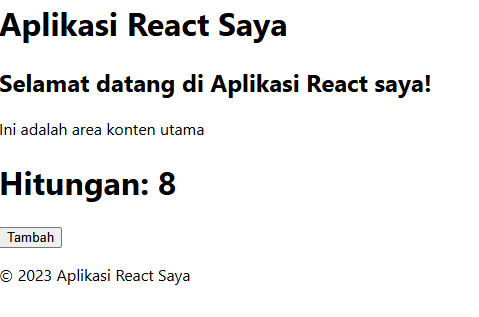 Aplikasi React Saya
Selamat datang di Aplikasi React saya!
Ini adalah area konten utama
Hitungan: 8
Tambah
© 2023 Aplikasi React Saya